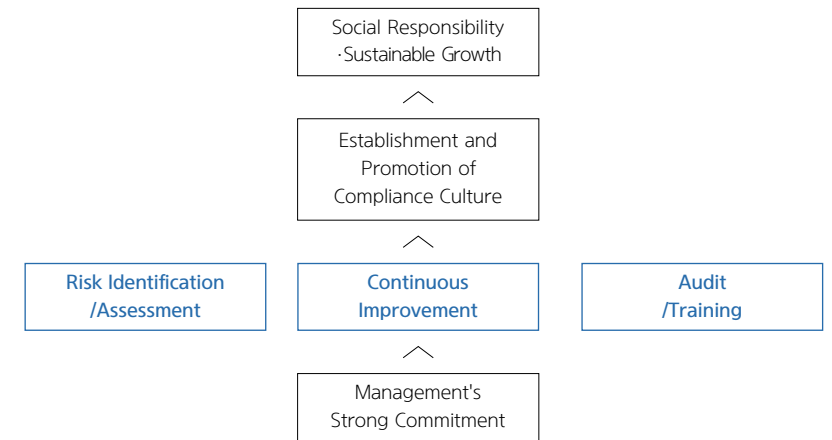 Social Responsibility
·Sustainable Growth
Establishment and
Promotion of
Compliance Culture
Risk Identification
/Assessment
Continuous
Improvement
Audit
/Training
Management's
Strong Commitment